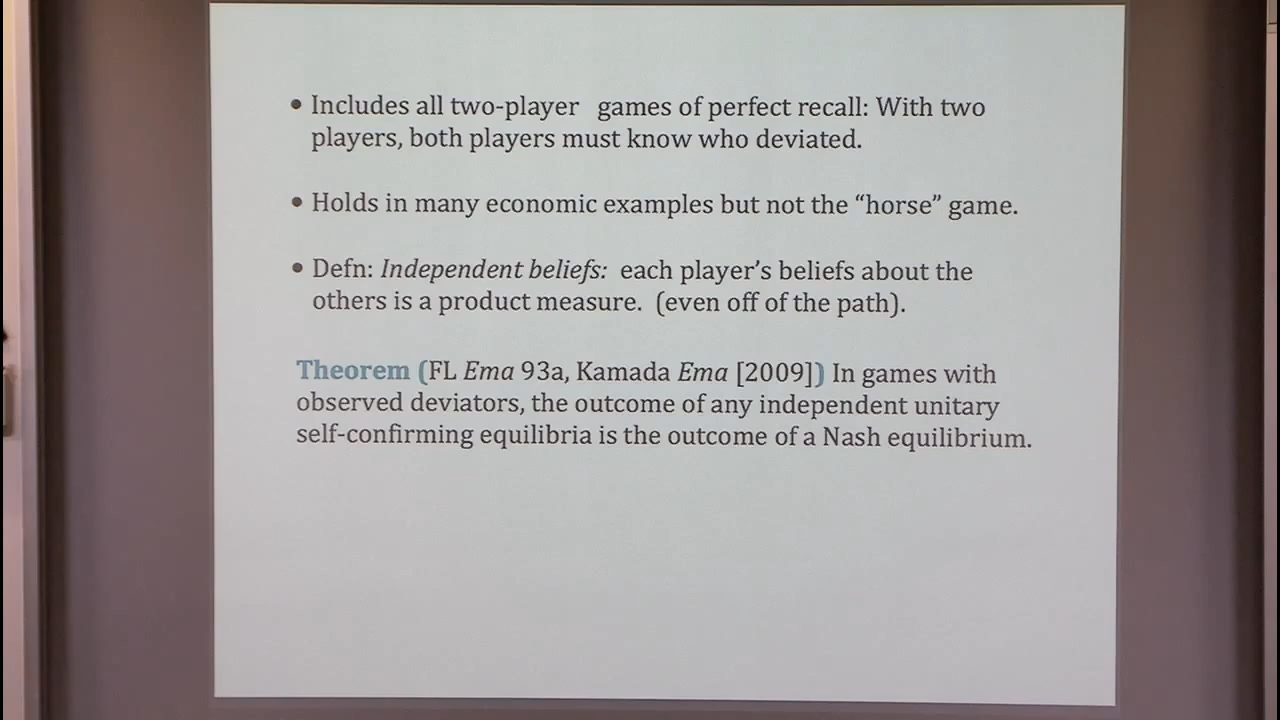 • Includes all two-player games of perfect recall: With two
players, both players must know who deviated.
• Holds in many economic examples but not the “horse” game.
• Defn: Independent beliefs: each player’s beliefs about the
others is a product measure. (even off of the path).
Theorem (FL Ema 93a, Kamada Ema [2009]) In games with
observed deviators, the outcome of any independent unitary
self-confirming equilibria is the outcome of a Nash equilibrium.